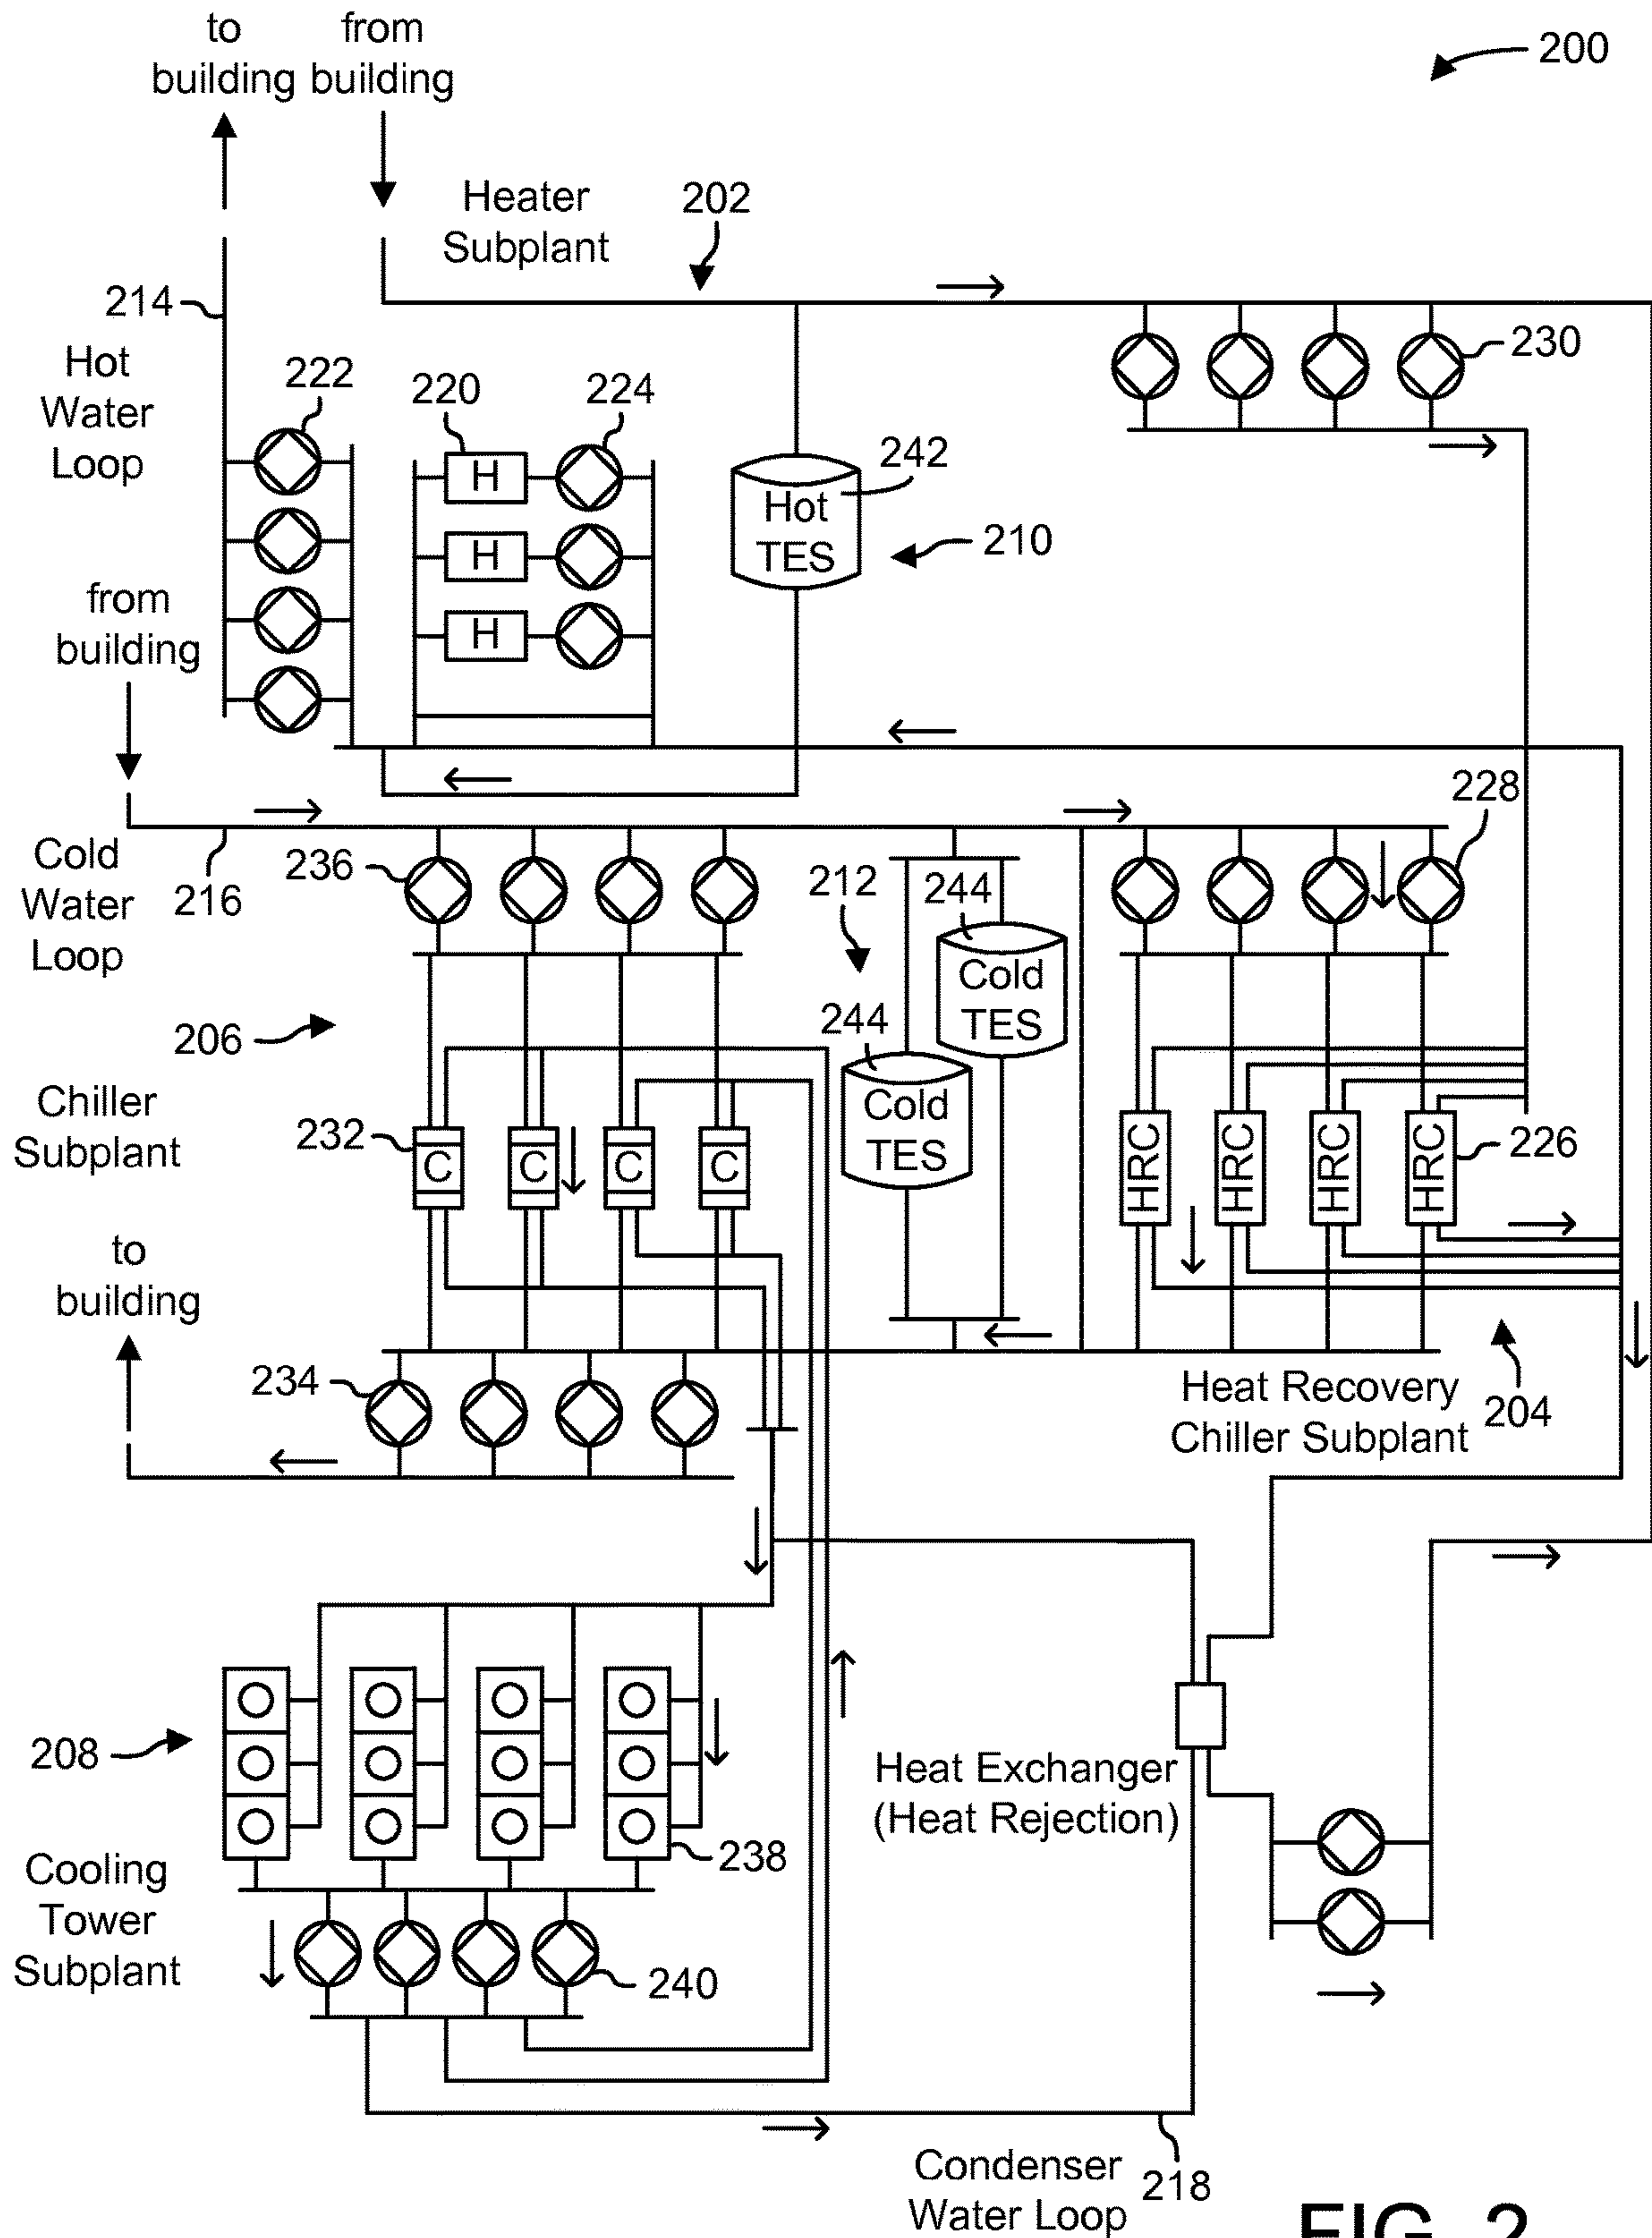 to
building
from
building
200
Heater
Subplant
202
214
Hot
Water
Loop
222
220
224
H
H
H
Hot
TES
242
210
230
from
building
228
Cold
Water
Loop
216
236
212
244
Cold
TES
244
Cold
TES
206
Chiller
Subplant
232
C
C
C
C
HRC
HRC
HRC
HRC
226
to
building
234
Heat Recovery
Chiller Subplant
204
208
Heat Exchanger
(Heat Rejection)
238
Cooling
Tower
Subplant
240
Condenser
Water Loop
218
FIG. 2